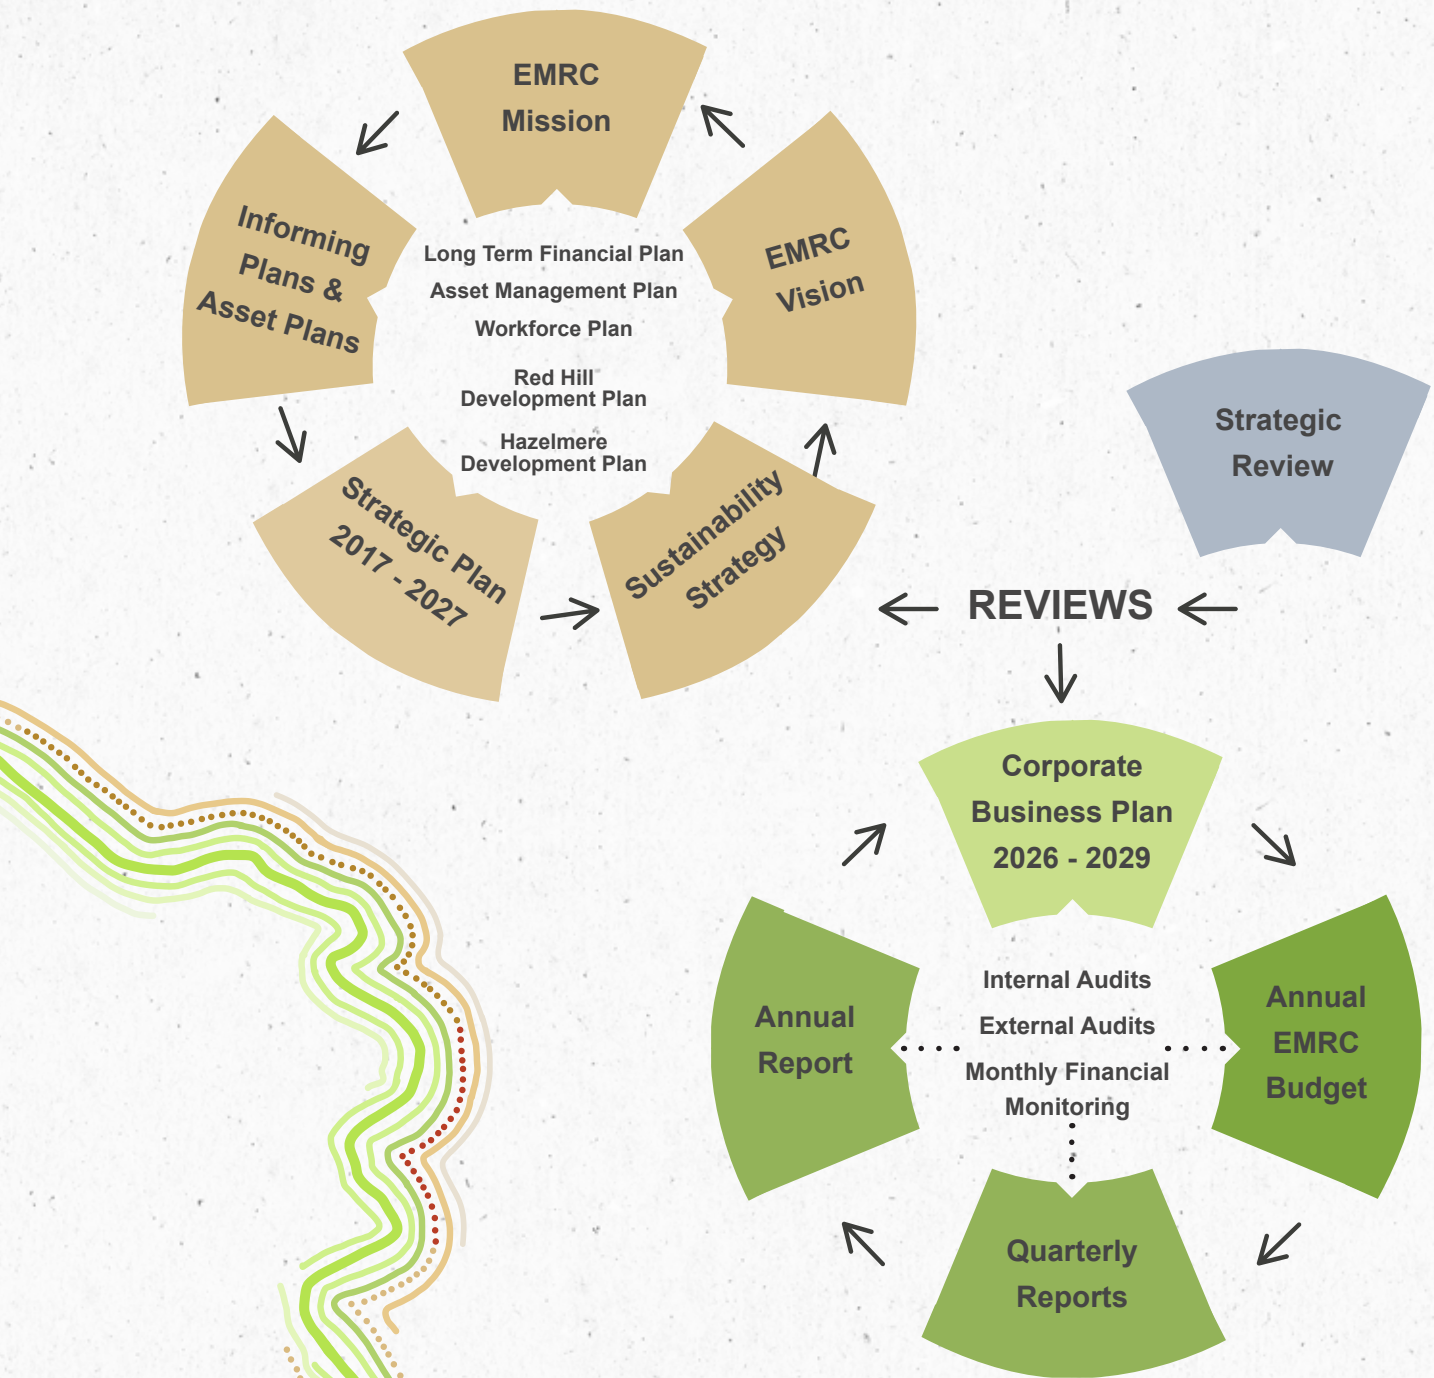 EMRC
Mission
Informing
Plans &
Asset Plans
EMRC
Vision
Long Term Financial Plan
Asset Management Plan
Workforce Plan
Red Hill
Development Plan
Hazelmere
Development Plan
Strategic Plan
2017 - 2027
Sustainability
Strategy
Strategic
Review
REVIEWS
Corporate
Business Plan
2026 - 2029
Annual
Report
Internal Audits
External Audits
Monthly Financial
Monitoring
Annual
EMRC
Budget
Quarterly
Reports